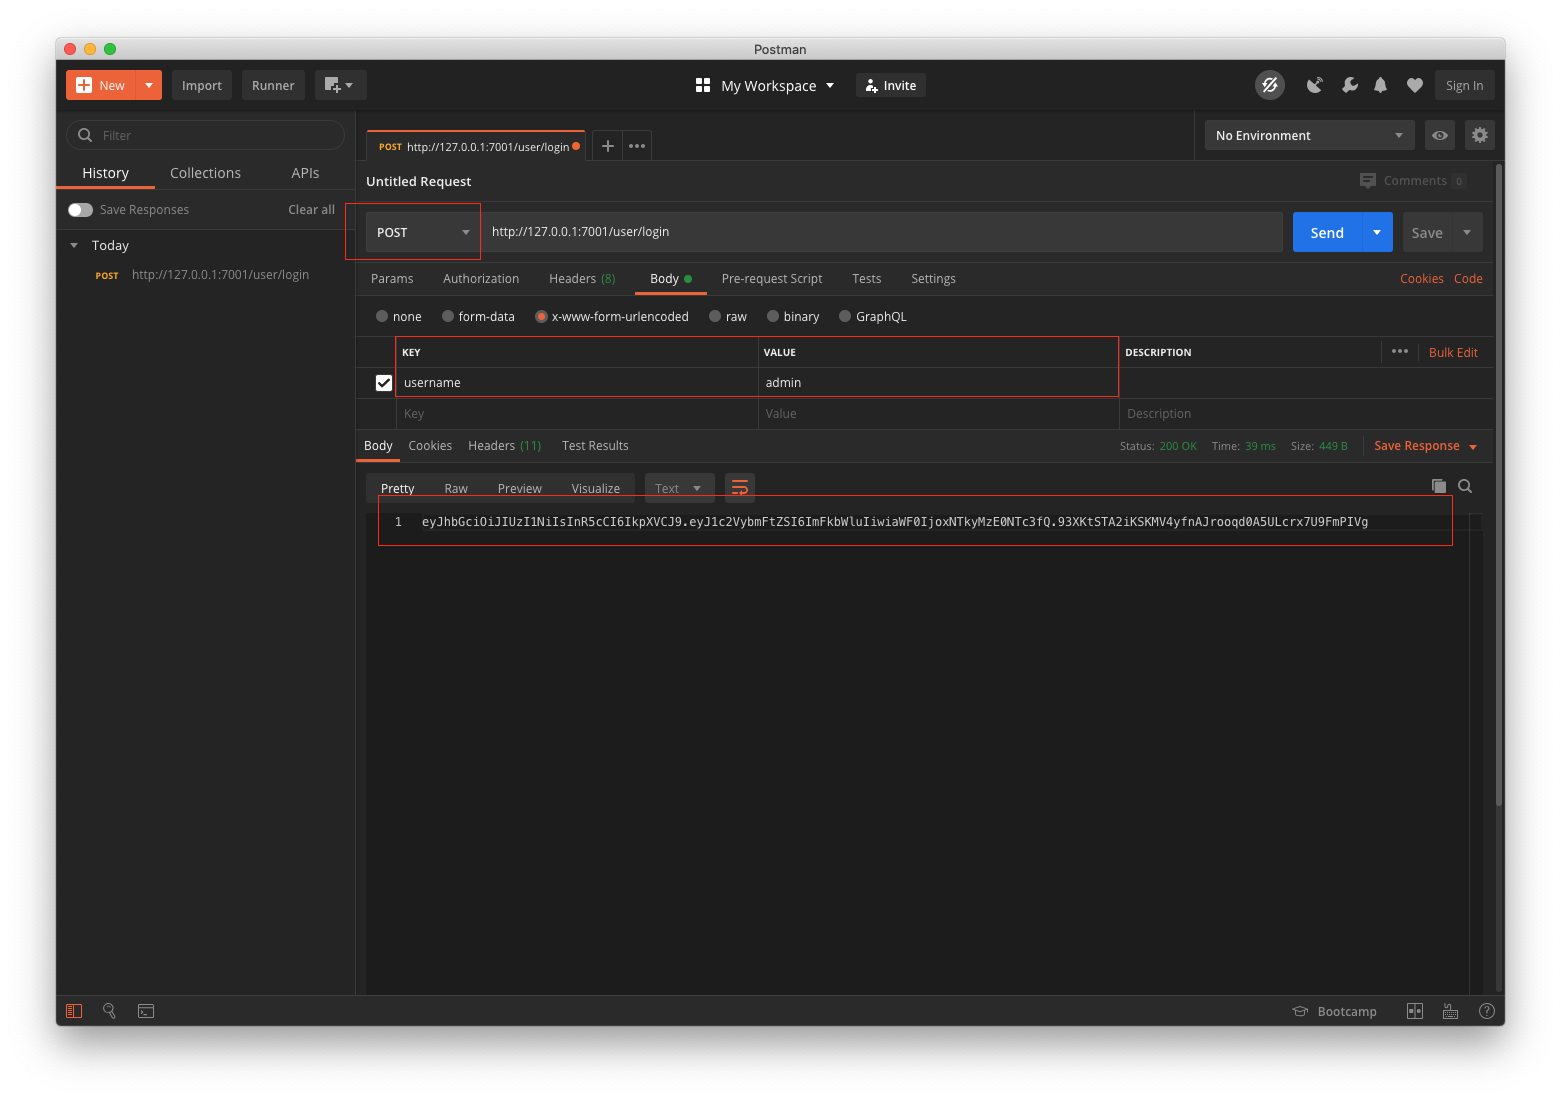 Postman
New
Import
Runner
My Workspace
Invite
Sign In
Filter
History
Collections
APIs
Save Responses
Clear all
Today
POST http://127.0.0.1:7001/user/login
POST http://127.0.0.1:7001/user/login
No Environment
Untitled Request
Comments 0
POST
http://127.0.0.1:7001/user/login
Send
Save
Params
Authorization
Headers (8)
Body
Pre-request Script
Tests
Settings
Cookies
Code
none
form-data
x-www-form-urlencoded
raw
binary
GraphQL
KEY
VALUE
DESCRIPTION
Bulk Edit
username
admin
Key
Value
Description
Body
Cookies
Headers (11)
Test Results
Status: 200 OK
Time: 39 ms
Size: 449 B
Save Response
Pretty
Raw
Preview
Visualize
Text
1 eyJhbGciOiJIUzI1NiIsInR5cCI6IkpXVCJ9.eyJ1c2VybmFtZSI6ImFkbWluIiwiaWF0IjoxNTkyMzE0NTc3fQ.93XKtSTA2iKSKMV4yfnAJrooqd0A5ULcrx7U9FmPIVg
Bootcamp